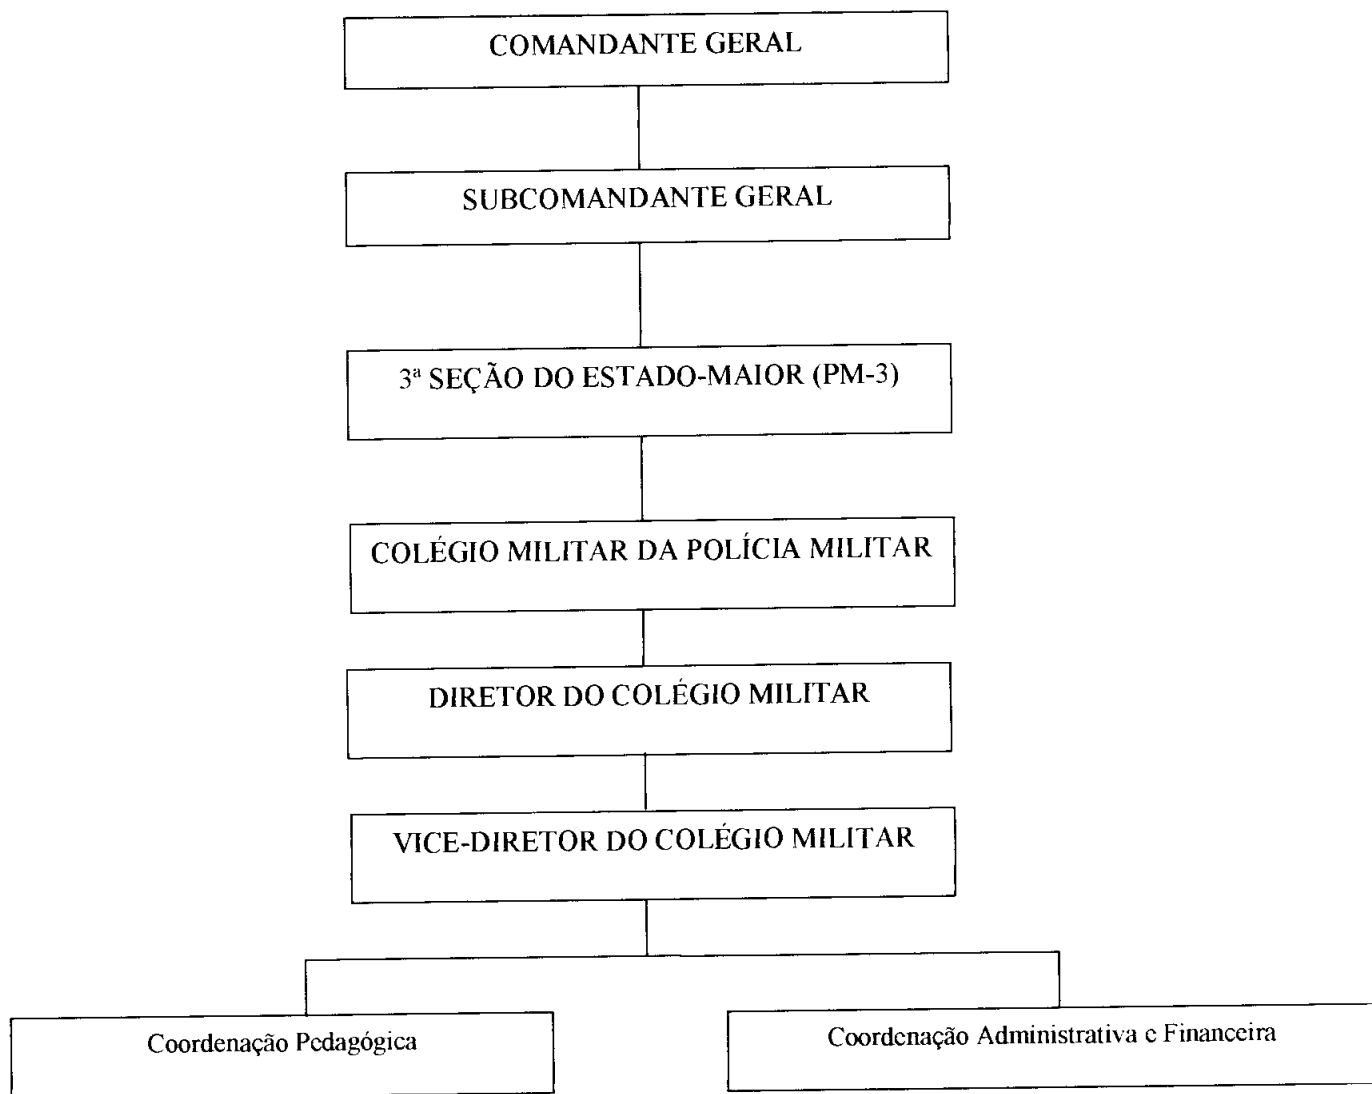 COMANDANTE GERAL
SUBCOMANDANTE GERAL
3ª SEÇÃO DO ESTADO-MAIOR (PM-3)
COLÉGIO MILITAR DA POLÍCIA MILITAR
DIRETOR DO COLÉGIO MILITAR
VICE-DIRETOR DO COLÉGIO MILITAR
Coordenação Pedagógica
Coordenação Administrativa e Financeira